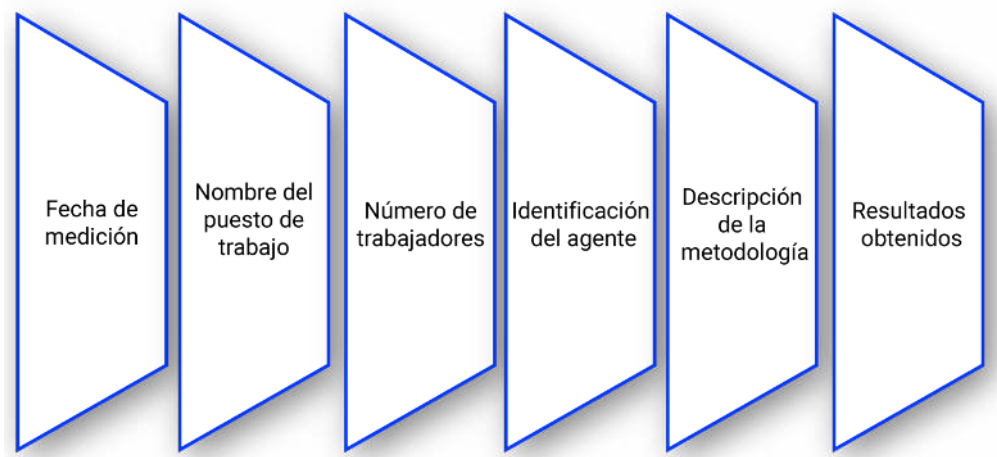 Fecha de
medición
Nombre del
puesto de
trabajo
Número de
trabajadores
Identificación
del agente
Descripción
de la
metodología
Resultados
obtenidos